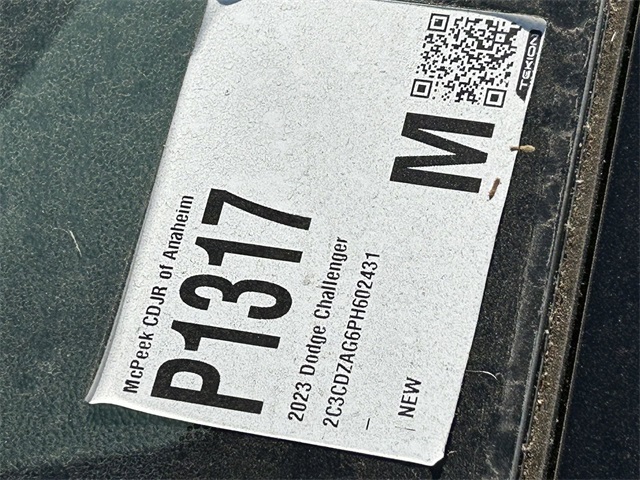 McPeek CDJR of Anaheim
P1317
2023 Dodge Challenger
2C3CDZAG6PH602431
–
NEW
M
TEKION